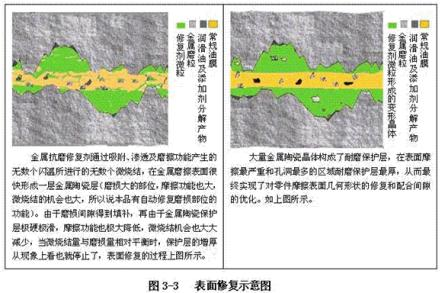 常规油膜
润滑油及添加剂分解产物
金属磨粒
修复剂微粒
常规油膜
润滑油及添加剂分解产物
金属磨粒
修复剂微粒形成的变形晶体
金属抗磨修复剂通过吸附、渗透及磨擦功能产生的
无数个闪温所进行的无数个微烧结，在金属磨擦表面很
快形成一层金属陶瓷层(磨损大的部位，摩擦功能也大，
微烧结的机会也大，所以说本品有自动修复磨损部位的
功能)。由于磨损间隙得到填补，再由于金属陶瓷保护
层极硬极滑，摩擦功能也极大降低，微烧结机会也大大
减少，当微烧结量与磨损量相对平衡时，保护层的增厚
从现象上看也就停止了，表面修复的过程上图所示。
大量金属陶瓷晶体构成了耐磨保护层，在表面摩
擦最严重和孔洞最多的区域耐磨保护层最厚，从而最
终实现了对零件摩擦表面几何形状的修复和配合间隙
的优化。如上图所示。
图 3-3 表面修复示意图